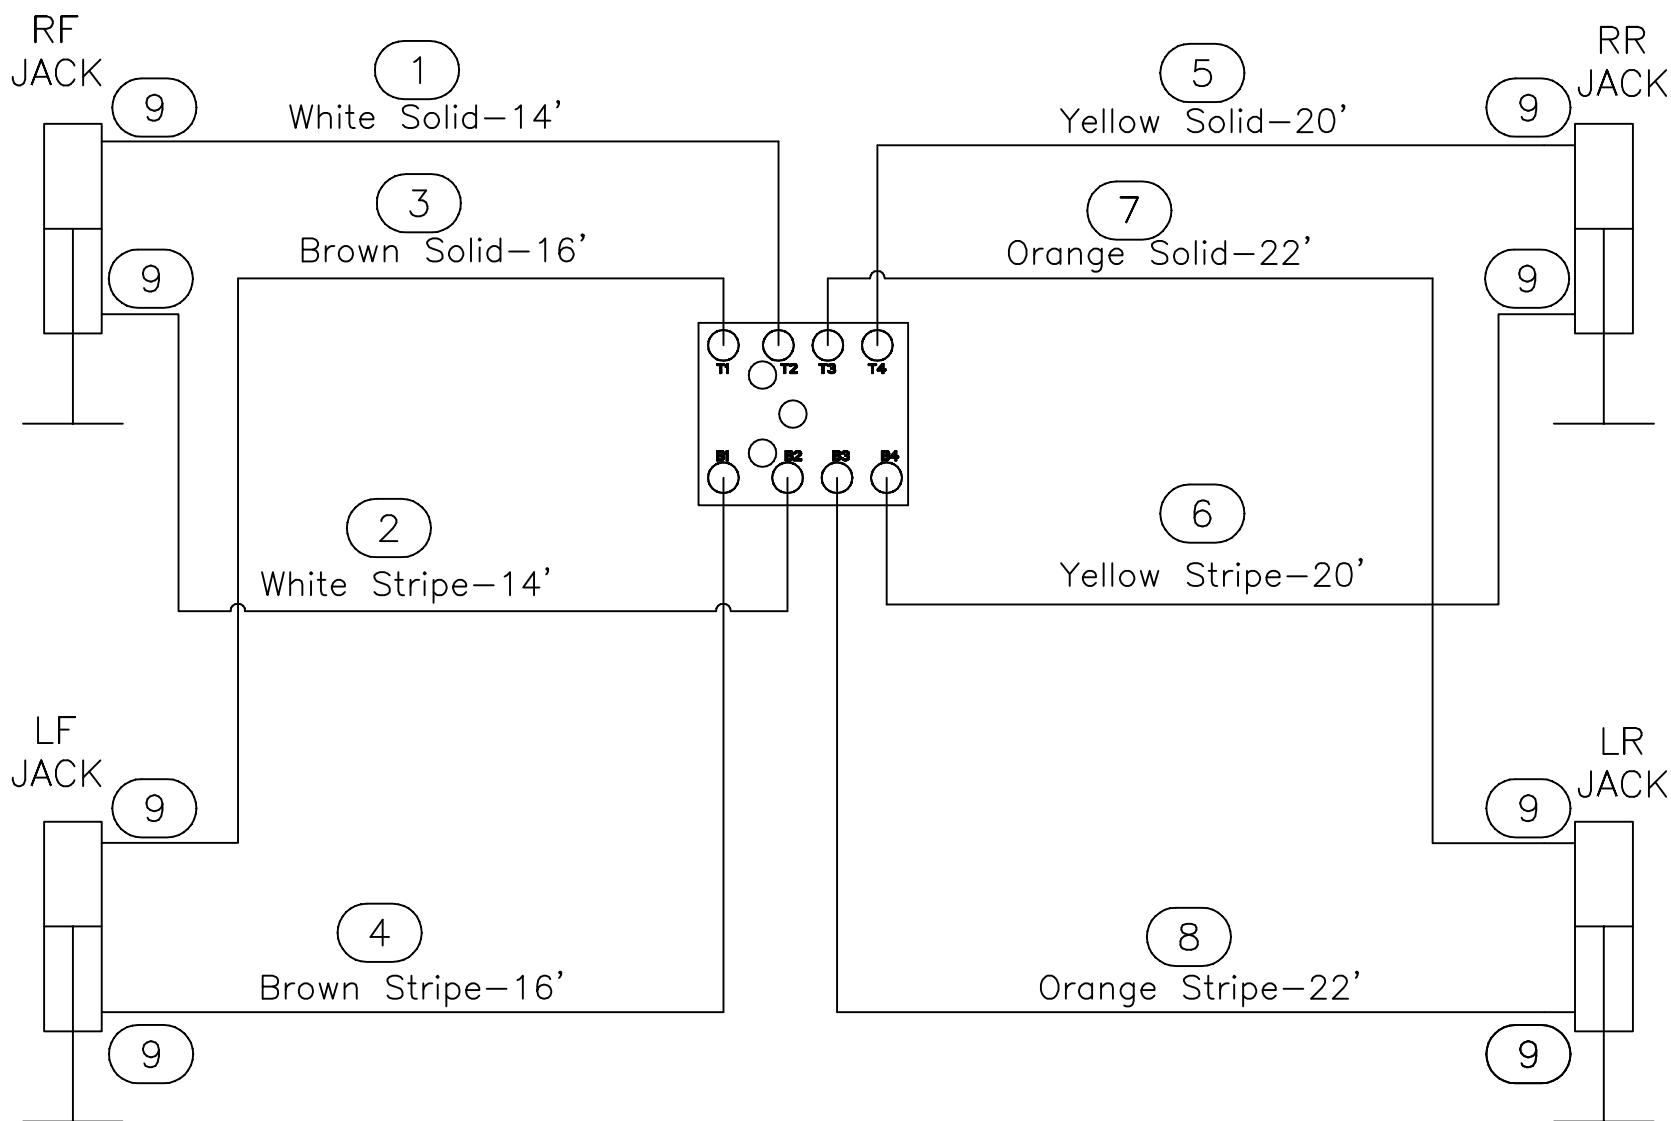 RF
JACK
9
1
White Solid-14'
5
Yellow Solid-20'
9
RR
JACK
3
Brown Solid-16'
7
Orange Solid-22'
9
9
T1 T2 T3 T4
B1 B2 B3 B4
2
White Stripe-14'
6
Yellow Stripe-20'
LF
JACK
9
LR
JACK
9
4
Brown Stripe-16'
8
Orange Stripe-22'
9
9